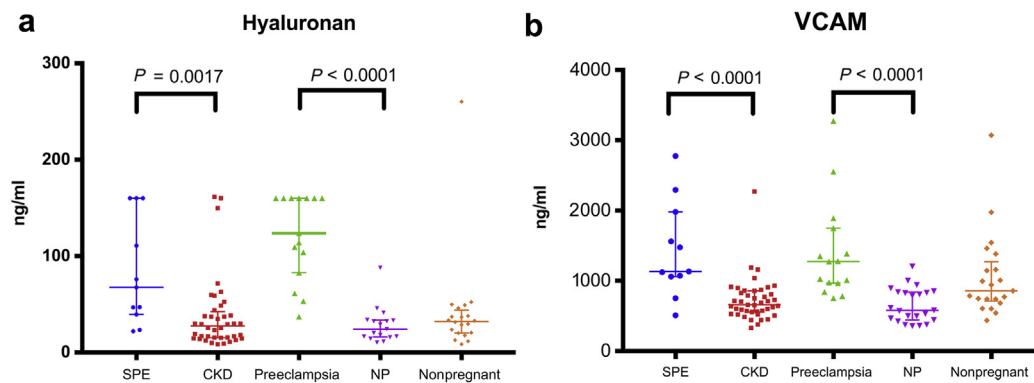 a
Hyaluronan
ng/ml
300
200
100
0
P = 0.0017
P < 0.0001
SPE
CKD
Preeclampsia
NP
Nonpregnant
b
VCAM
ng/ml
4000
3000
2000
1000
0
P < 0.0001
P < 0.0001
SPE
CKD
Preeclampsia
NP
Nonpregnant